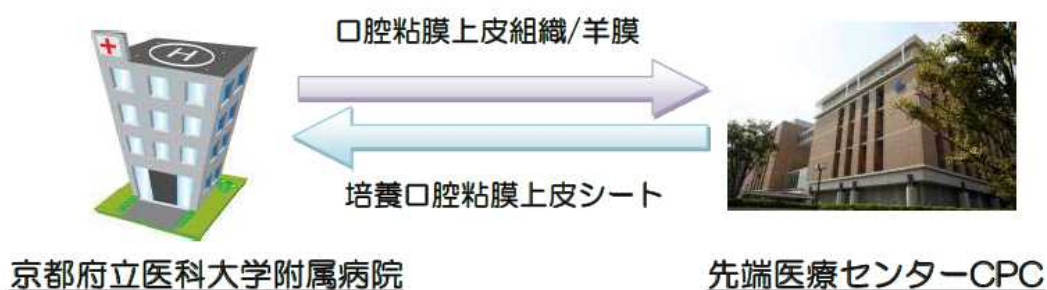 口腔粘膜上皮組織/羊膜
H
培養口腔粘膜上皮シート
京都府立医科大学附属病院
先端医療センターCPC